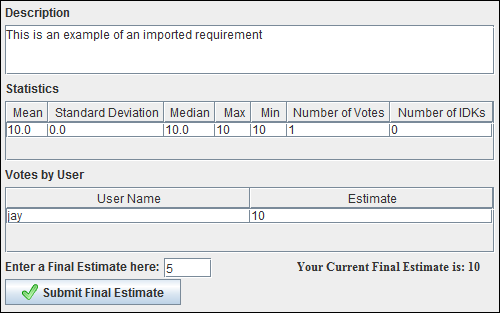 Description
This is an example of an imported requirement
Statistics
Mean Standard Deviation Median Max Min Number of Votes Number of IDKs
10.0 0.0 10.0 10 10 1 0
Votes by User
User Name Estimate
jay 10
Enter a Final Estimate here: 5 Your Current Final Estimate is: 10
Submit Final Estimate